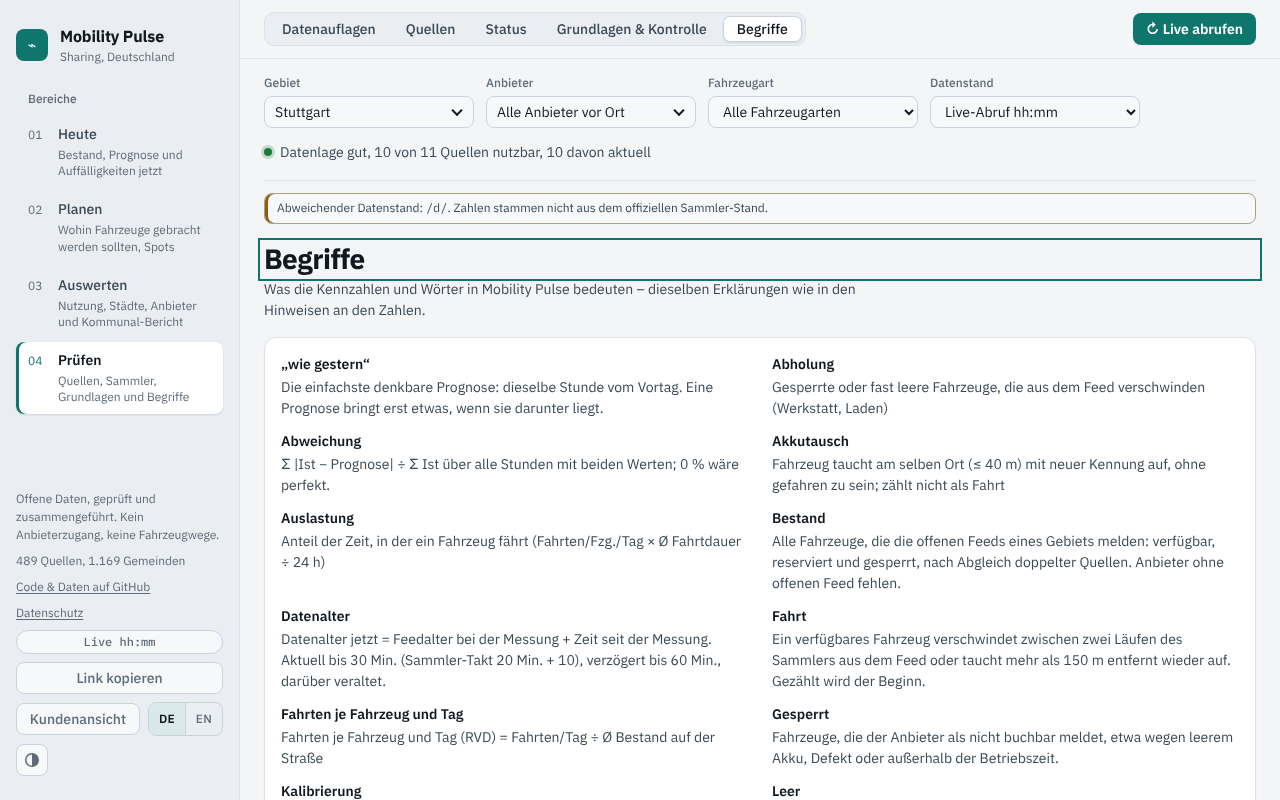 Mobility Pulse
Sharing, Deutschland
Bereiche
01 Heute
Bestand, Prognose und
Auffälligkeiten jetzt
02 Planen
Wohin Fahrzeuge gebracht
werden sollten, Spots
03 Auswerten
Nutzung, Städte, Anbieter
und Kommunal-Bericht
04 Prüfen
Quellen, Sammler,
Grundlagen und Begriffe
Offene Daten, geprüft und
zusammengeführt. Kein
Anbieterzugang, keine Fahrzeugwege.
489 Quellen, 1.169 Gemeinden
Code & Daten auf GitHub
Datenschutz
Live hh:mm
Link kopieren
Kundenansicht DE EN
Datenauflagen Quellen Status Grundlagen & Kontrolle Begriffe
↻ Live abrufen
Gebiet Anbieter Fahrzeugart Datenstand
Stuttgart Alle Anbieter vor Ort Alle Fahrzeugarten Live-Abruf hh:mm
Datenlage gut, 10 von 11 Quellen nutzbar, 10 davon aktuell
Abweichender Datenstand: /d/. Zahlen stammen nicht aus dem offiziellen Sammler-Stand.
Begriffe
Was die Kennzahlen und Wörter in Mobility Pulse bedeuten – dieselben Erklärungen wie in den
Hinweisen an den Zahlen.
„wie gestern“
Die einfachste denkbare Prognose: dieselbe Stunde vom Vortag. Eine
Prognose bringt erst etwas, wenn sie darunter liegt.
Abholung
Gesperrte oder fast leere Fahrzeuge, die aus dem Feed verschwinden
(Werkstatt, Laden)
Abweichung
Σ |Ist − Prognose| ÷ Σ Ist über alle Stunden mit beiden Werten; 0 % wäre
perfekt.
Akkutausch
Fahrzeug taucht am selben Ort (≤ 40 m) mit neuer Kennung auf, ohne
gefahren zu sein; zählt nicht als Fahrt
Auslastung
Anteil der Zeit, in der ein Fahrzeug fährt (Fahrten/Fzg./Tag × Ø Fahrtdauer
÷ 24 h)
Bestand
Alle Fahrzeuge, die die offenen Feeds eines Gebiets melden: verfügbar,
reserviert und gesperrt, nach Abgleich doppelter Quellen. Anbieter ohne
offenen Feed fehlen.
Datenalter
Datenalter jetzt = Feedalter bei der Messung + Zeit seit der Messung.
Aktuell bis 30 Min. (Sammler-Takt 20 Min. + 10), verzögert bis 60 Min.,
darüber veraltet.
Fahrt
Ein verfügbares Fahrzeug verschwindet zwischen zwei Läufen des
Sammlers aus dem Feed oder taucht mehr als 150 m entfernt wieder auf.
Gezählt wird der Beginn.
Fahrten je Fahrzeug und Tag
Fahrten je Fahrzeug und Tag (RVD) = Fahrten/Tag ÷ Ø Bestand auf der
Straße
Gesperrt
Fahrzeuge, die der Anbieter als nicht buchbar meldet, etwa wegen leerem
Akku, Defekt oder außerhalb der Betriebszeit.
Kalibrierung
Leer